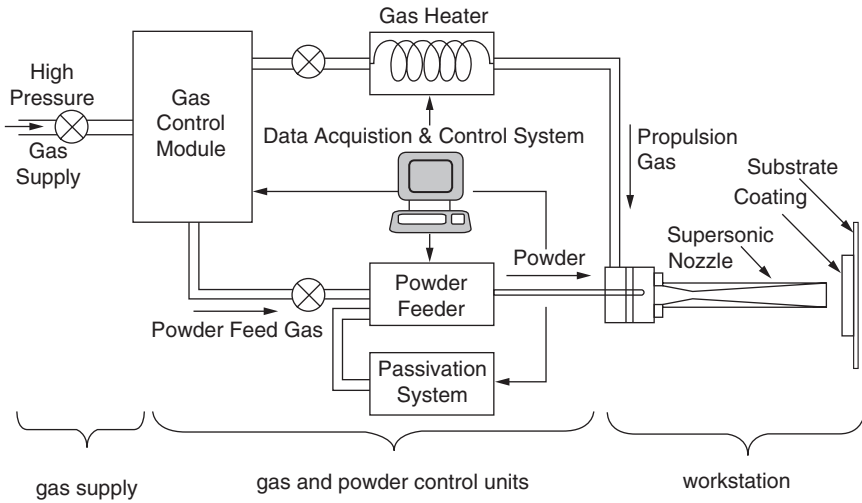 Gas Heater
High
Pressure
Gas
Supply
Gas
Control
Module
Data Acquistion & Control System
Propulsion
Gas
Substrate
Coating
Supersonic
Nozzle
Powder
Powder
Feeder
Powder Feed Gas
Passivation
System
gas supply
gas and powder control units
workstation